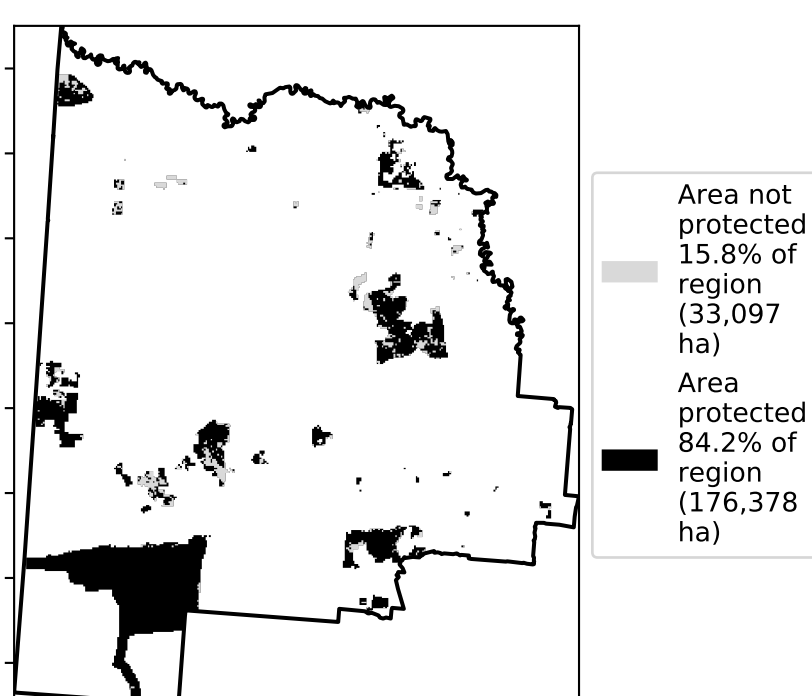 Area not
protected
15.8% of
region
(33,097
ha)
Area
protected
84.2% of
region
(176,378
ha)